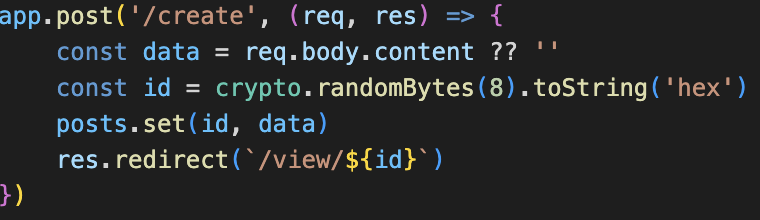 app.post('/create', (req, res) => {
    const data = req.body.content ?? ''
    const id = crypto.randomBytes(8).toString('hex')
    posts.set(id, data)
    res.redirect(`/view/${id}`)
})